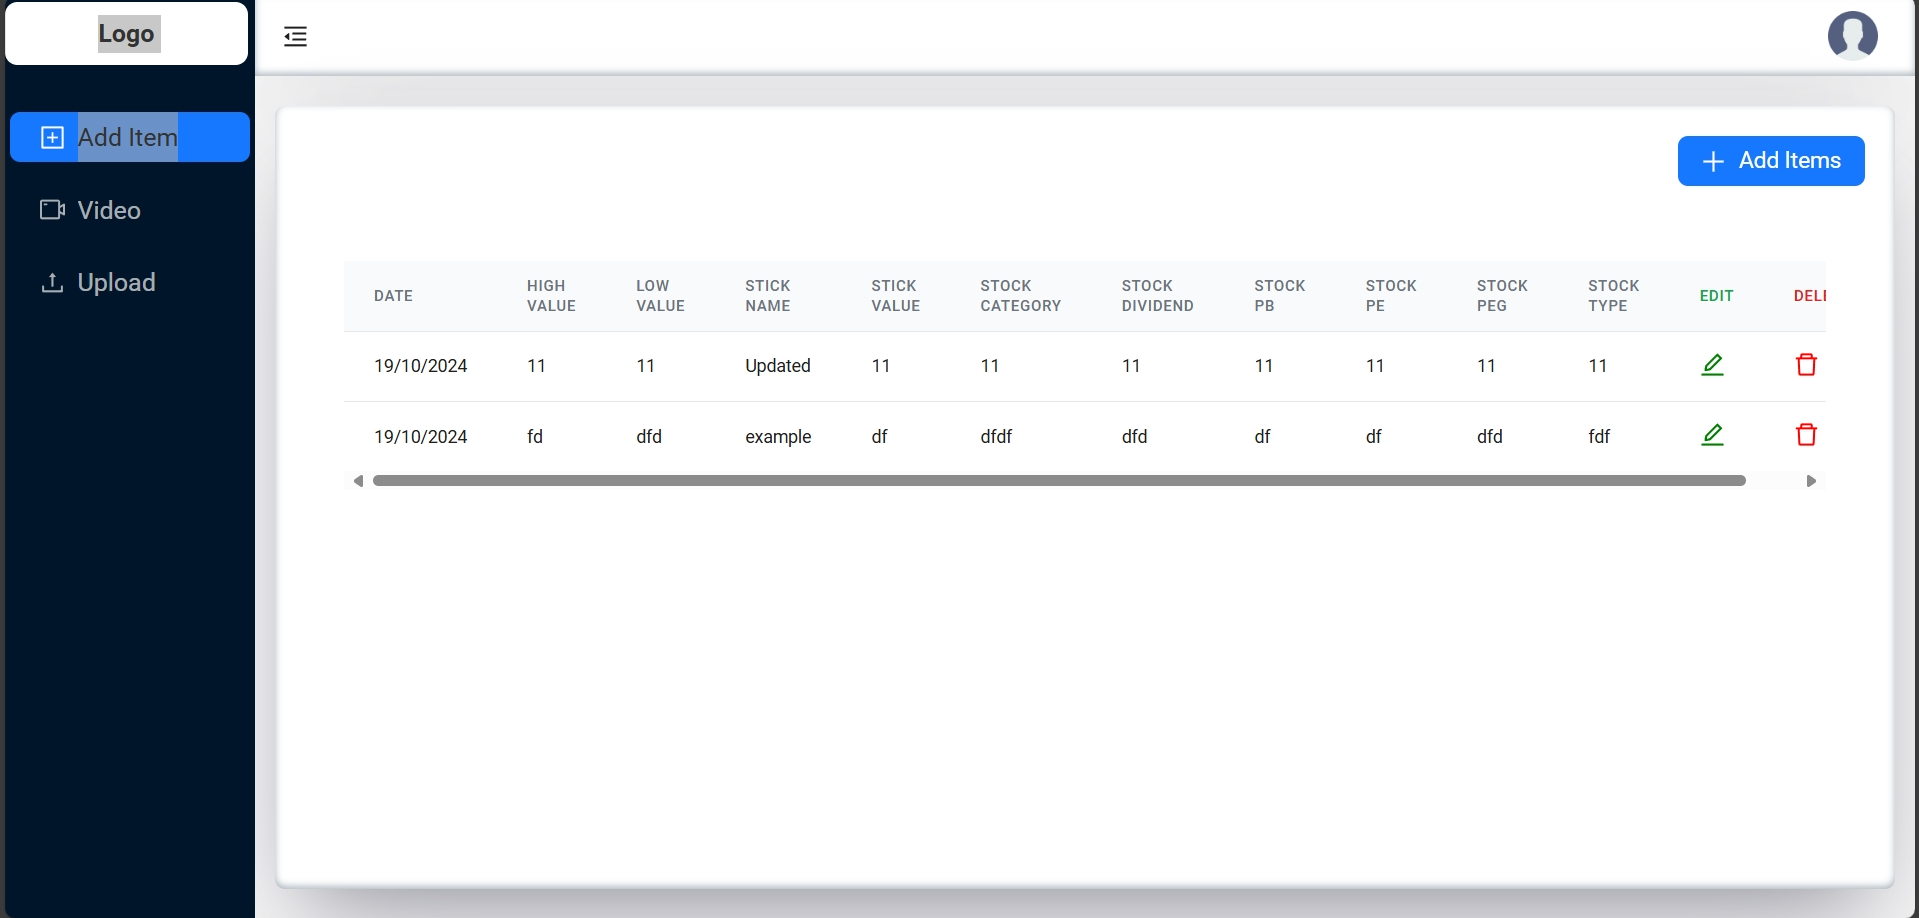 Logo
Add Item
Video
Upload
Add Items
DATE HIGH VALUE LOW VALUE STICK NAME STICK VALUE STOCK CATEGORY STOCK DIVIDEND STOCK PB STOCK PE STOCK PEG STOCK TYPE EDIT DELE
19/10/2024 11 11 Updated 11 11 11 11 11 11 11
19/10/2024 fd dfd example df dfdf dfd df df dfd fdf